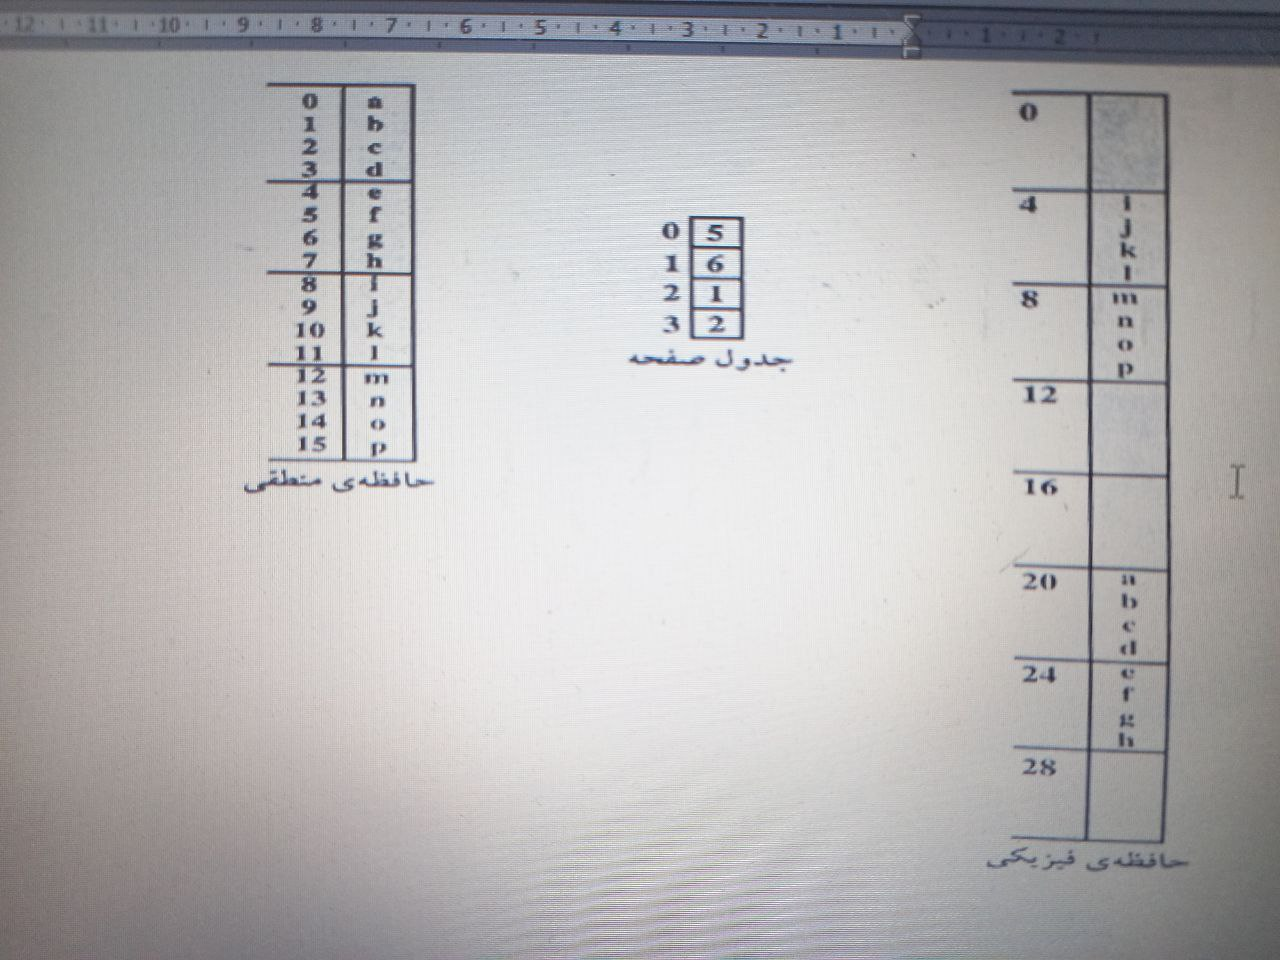 12 11 10 9 8 7 6 5 4 3 2 1 1 2
0 a
1 b
2 c
3 d
4 e
5 f
6 g
7 h
8 i
9 j
10 k
11 l
12 m
13 n
14 o
15 p
حافظه‌ی منطقی
0 5
1 6
2 1
3 2
جدول صفحه
0
4 i
j
k
l
8 m
n
o
p
12
16
20 a
b
c
d
24 e
f
g
h
28
حافظه‌ی فیزیکی